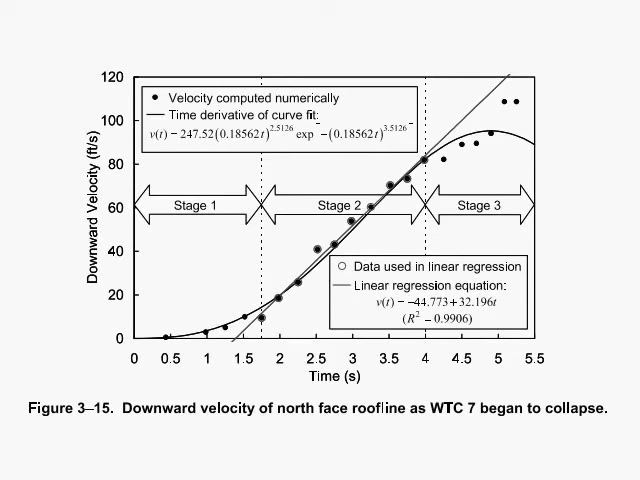 120
100
80
60
40
20
0
Downward Velocity (ft/s)
Velocity computed numerically
Time derivative of curve fit:
v(t) − 247.52(0.18562t)^2.5126 exp −(0.18562t)^3.5126
Stage 1
Stage 2
Stage 3
Data used in linear regression
Linear regression equation:
v(t) = −44.773+32.196t
(R² − 0.9906)
0 0.5 1 1.5 2 2.5 3 3.5 4 4.5 5 5.5
Time (s)
Figure 3–15. Downward velocity of north face roofline as WTC 7 began to collapse.